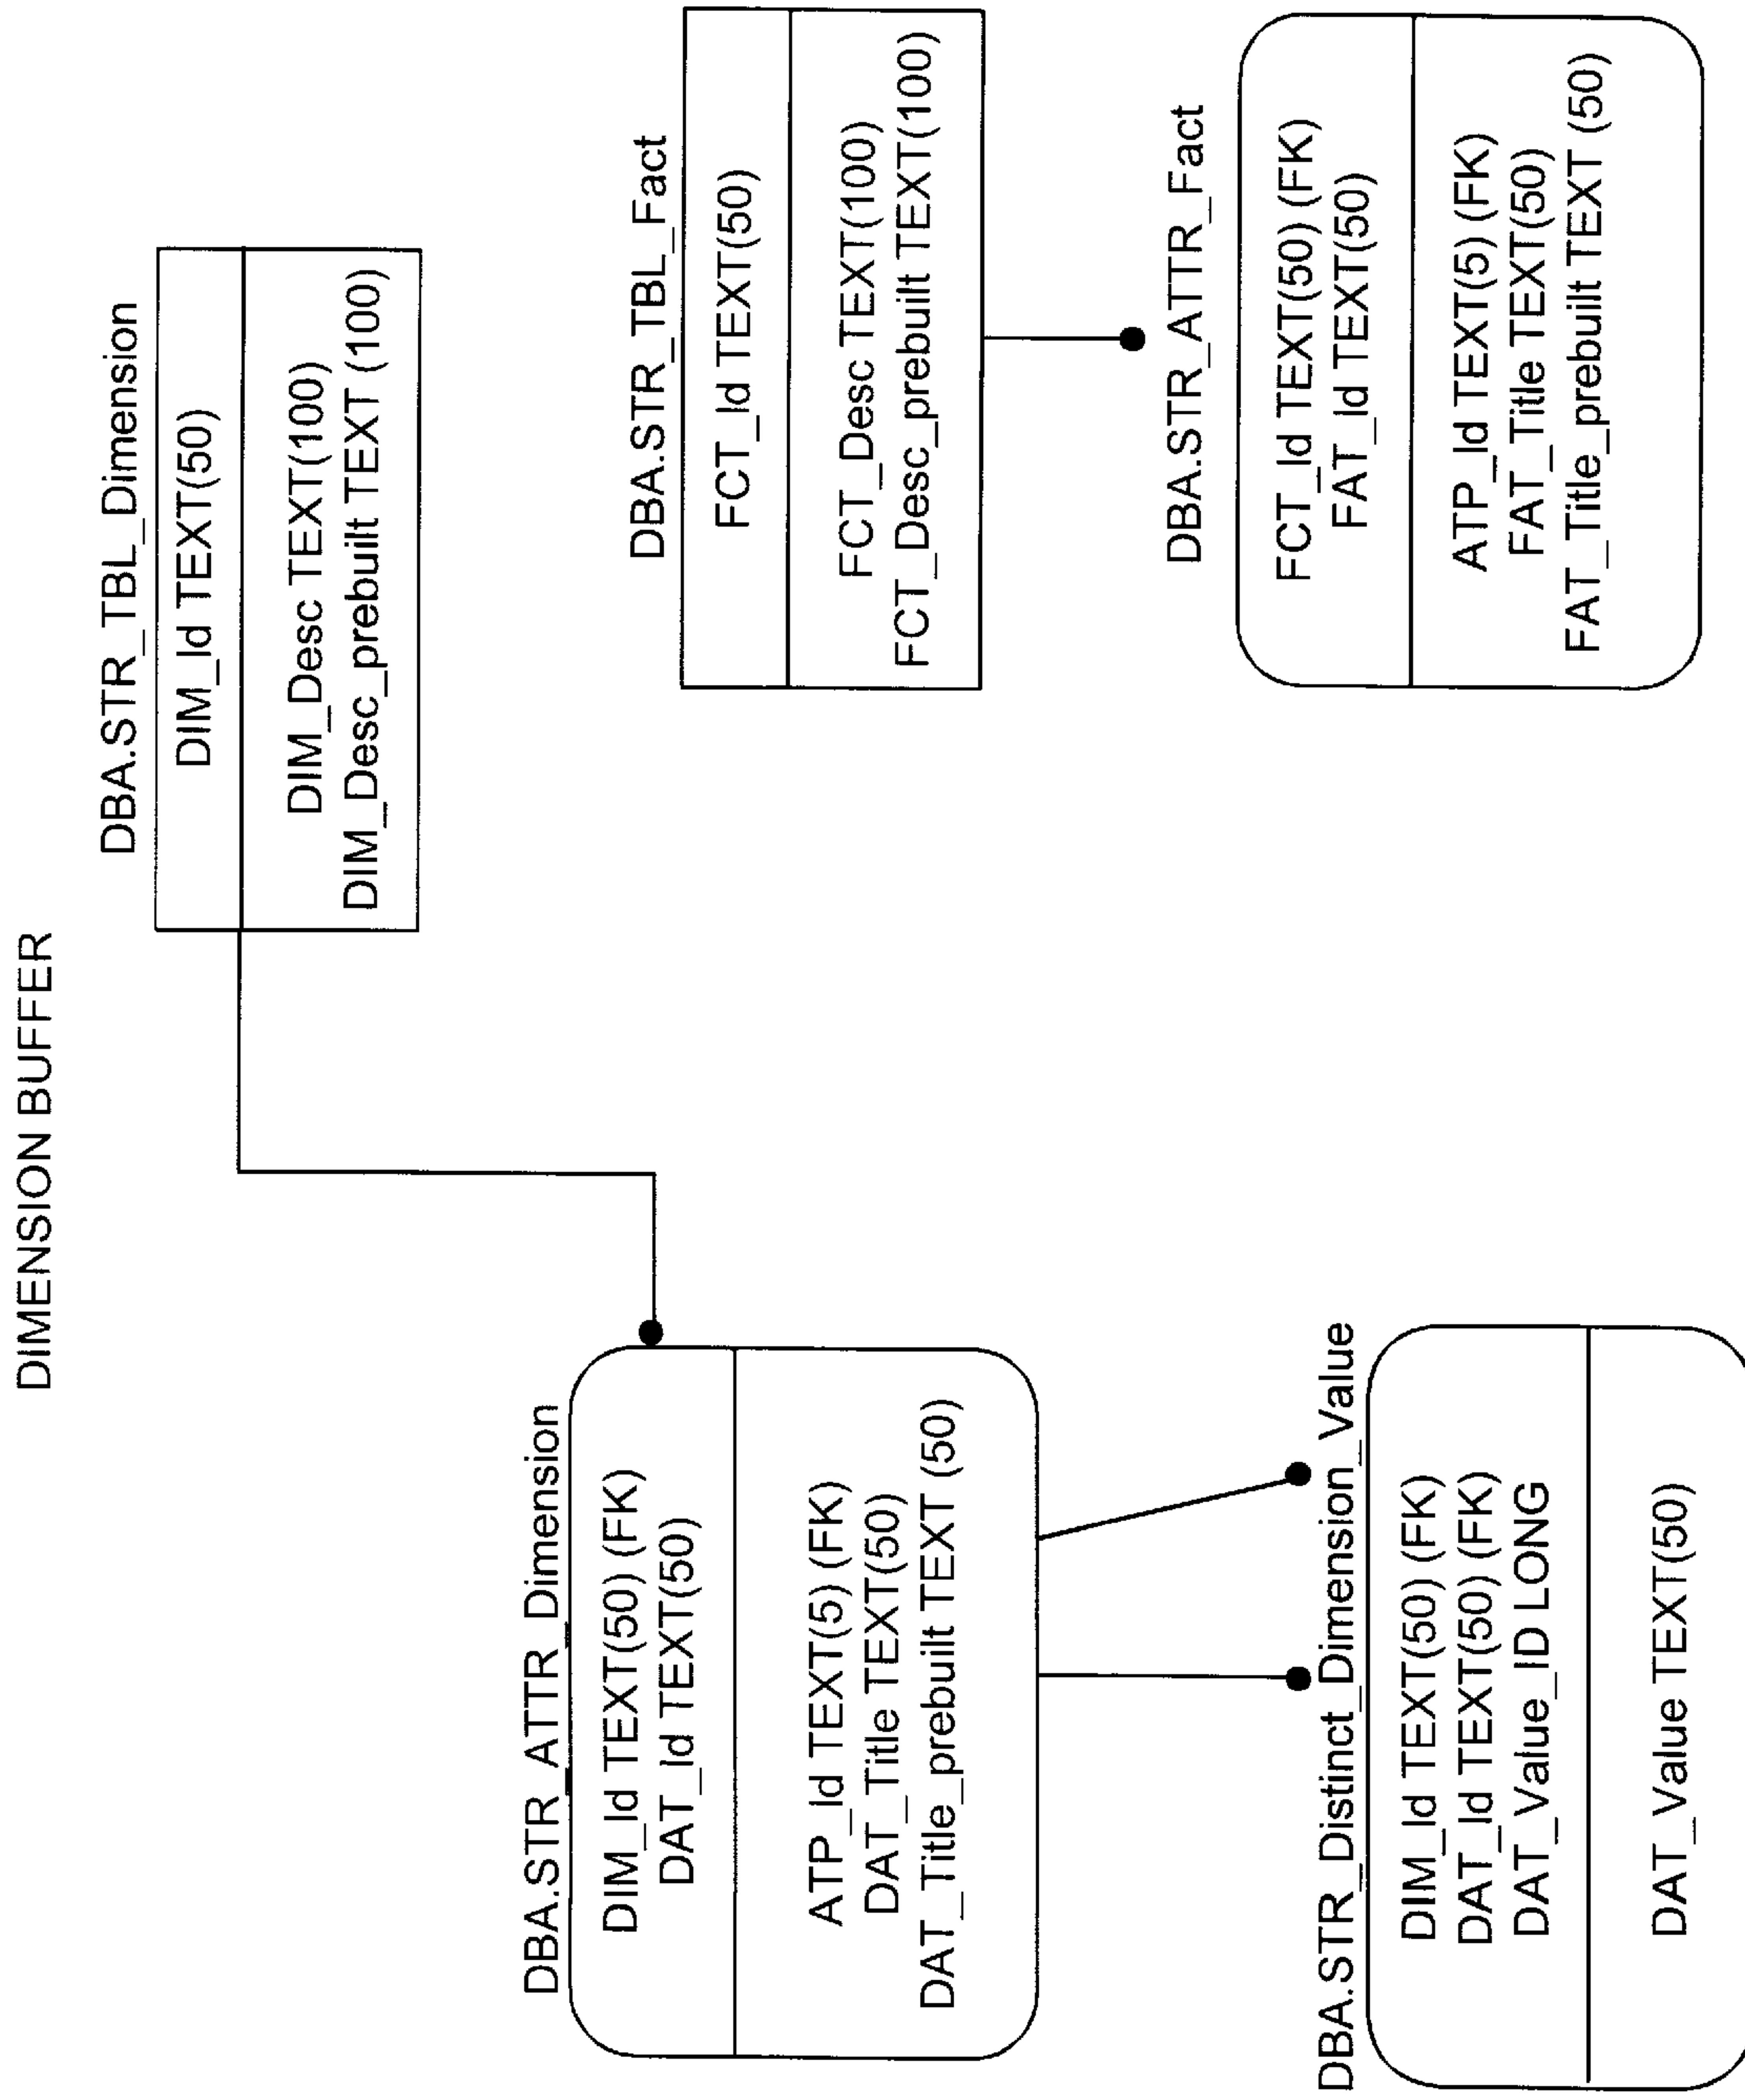 DIMENSION BUFFER
DBA.STR_TBL_Dimension
DIM_Id TEXT(50)
DIM_Desc TEXT(100)
DIM_Desc_prebuilt TEXT (100)
DBA.STR_ATTR_Dimension
DIM_Id TEXT(50) (FK)
DAT_Id TEXT(50)
ATP_Id TEXT(5) (FK)
DAT_Title TEXT(50)
DAT_Title_prebuilt TEXT (50)
DBA.STR_TBL_Fact
FCT_Id TEXT(50)
FCT_Desc TEXT(100)
FCT_Desc_prebuilt TEXT(100)
DBA.STR_Distinct_Dimension_Value
DIM_Id TEXT(50) (FK)
DAT_Id TEXT(50) (FK)
DAT_Value_ID LONG
DAT_Value TEXT(50)
DBA.STR_ATTR_Fact
FCT_Id TEXT(50) (FK)
FAT_Id TEXT(50)
ATP_Id TEXT(5) (FK)
FAT_Title TEXT(50)
FAT_Title_prebuilt TEXT (50)